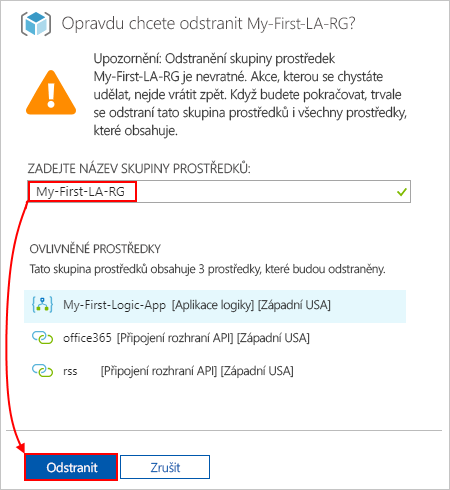 Opravdu chcete odstranit My-First-LA-RG?
Upozornění: Odstranění skupiny prostředek
My-First-LA-RG je nevratné. Akce, kterou se chystáte
udělat, nejde vrátit zpět. Když budete pokračovat, trvale
se odstraní tato skupina prostředků i všechny prostředky,
které obsahuje.
ZADEJTE NÁZEV SKUPINY PROSTŘEDKŮ:
My-First-LA-RG
OVLIVNĚNÉ PROSTŘEDKY
Tato skupina prostředků obsahuje 3 prostředky, které budou odstraněny.
My-First-Logic-App [Aplikace logiky] [Západní USA]
office365 [Připojení rozhraní API] [Západní USA]
rss [Připojení rozhraní API] [Západní USA]
Odstranit Zrušit